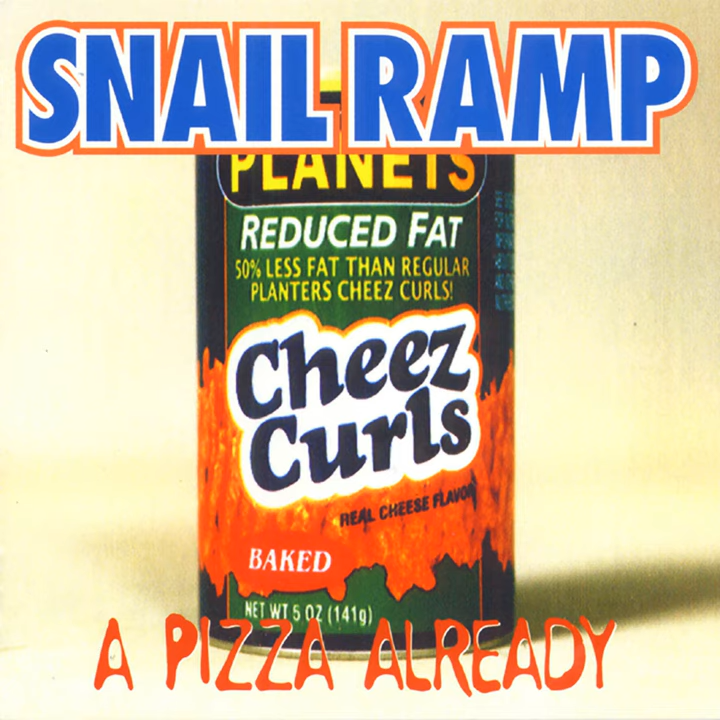 SNAIL RAMP
PLANETS
REDUCED FAT
50% LESS FAT THAN REGULAR
PLANTERS CHEEZ CURLS!
Cheez
Curls
REAL CHEESE FLAVOR
BAKED
NET WT 5 OZ (141g)
A PIZZA ALREADY